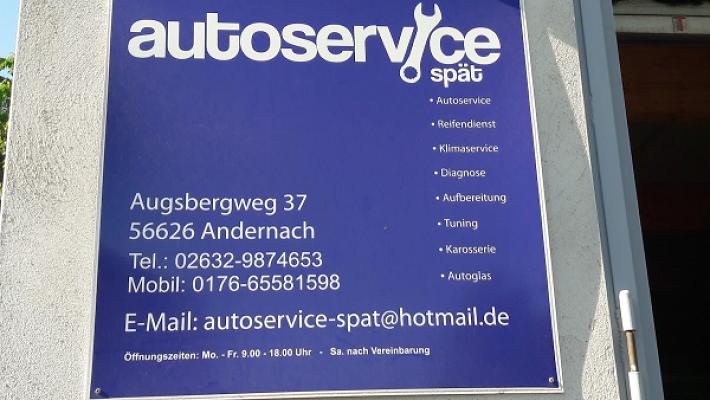 autoservice
spät
• Autoservice
• Reifendienst
• Klimaservice
• Diagnose
• Aufbereitung
• Tuning
• Karosserie
• Autoglas
Augsbergweg 37
56626 Andernach
Tel.: 02632-9874653
Mobil: 0176-65581598
E-Mail: autoservice-spat@hotmail.de
Öffnungszeiten: Mo. - Fr. 9.00 - 18.00 Uhr - Sa. nach Vereinbarung